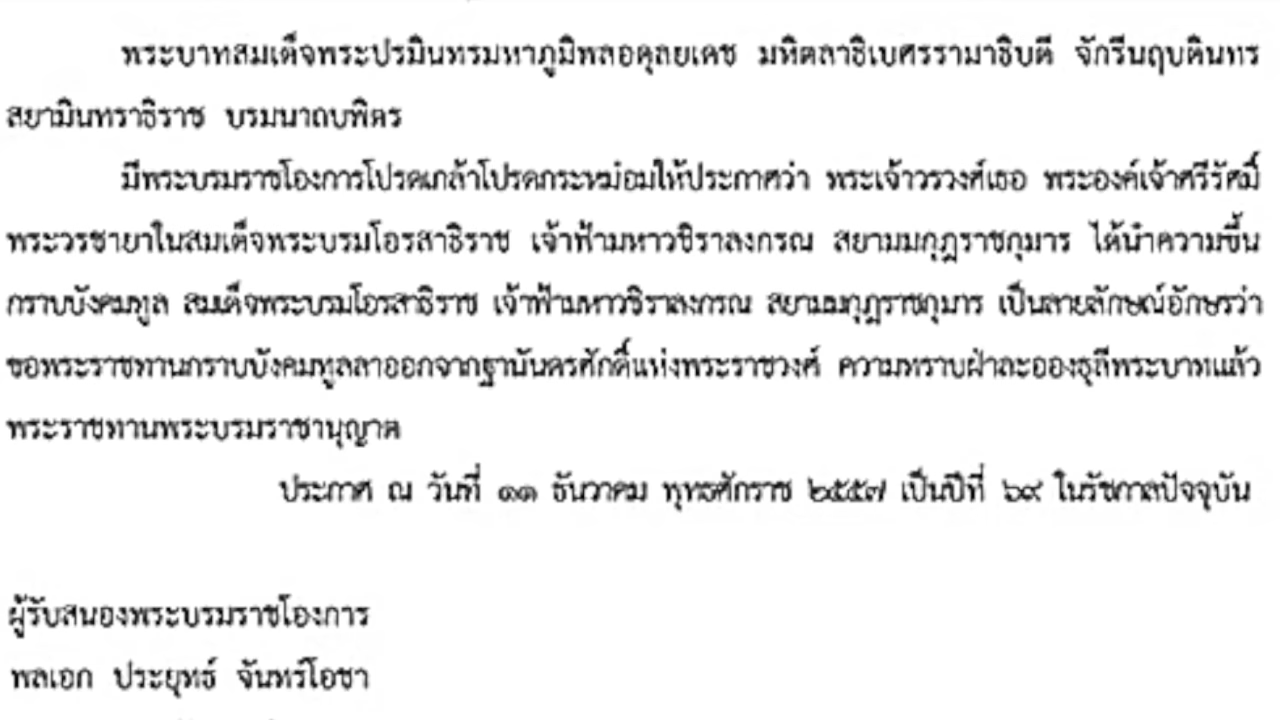 พระบาทสมเด็จพระปรมินทรมหาภูมิพลอดุลยเดช มหิตลาธิเบศรรามาธิบดี จักรีนฤบดินทร
สยามินทราธิราช บรมนาถบพิตร
มีพระบรมราชโองการโปรดเกล้าโปรดกระหม่อมให้ประกาศว่า พระเจ้าวรวงศ์เธอ พระองค์เจ้าศรีรัศมิ์
พระวรชายาในสมเด็จพระบรมโอรสาธิราช เจ้าฟ้ามหาวชิราลงกรณ สยามมกุฎราชกุมาร ได้นำความขึ้น
กราบบังคมทูล สมเด็จพระบรมโอรสาธิราช เจ้าฟ้ามหาวชิราลงกรณ สยามมกุฎราชกุมาร เป็นลายลักษณ์อักษรว่า
ขอพระราชทานกราบบังคมทูลลาออกจากฐานันดรศักดิ์แห่งพระราชวงศ์ ความทราบฝ่าละอองธุลีพระบาทแล้ว
พระราชทานพระบรมราชานุญาต
ประกาศ ณ วันที่ ๑๑ ธันวาคม พุทธศักราช ๒๕๕๗ เป็นปีที่ ๖๙ ในรัชกาลปัจจุบัน
ผู้รับสนองพระบรมราชโองการ
พลเอก ประยุทธ์ จันทร์โอชา